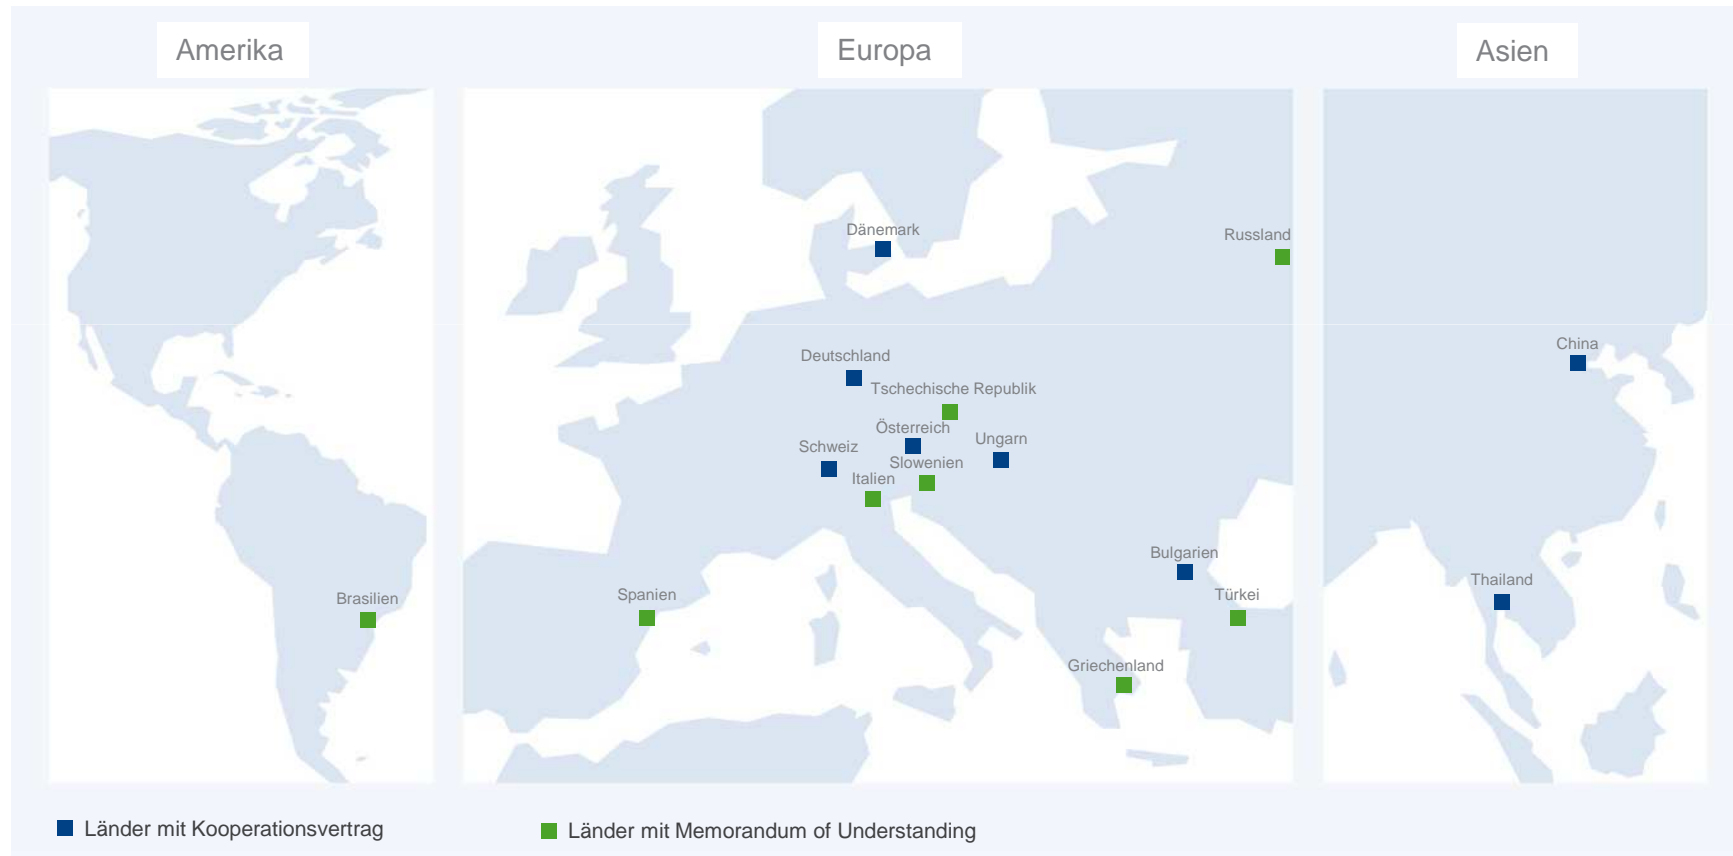 Amerika
Europa
Asien
Dänemark
Russland
China
Deutschland
Tschechische Republik
Österreich
Ungarn
Schweiz
Slowenien
Italien
Bulgarien
Thailand
Brasilien
Spanien
Türkei
Griechenland
Länder mit Kooperationsvertrag
Länder mit Memorandum of Understanding